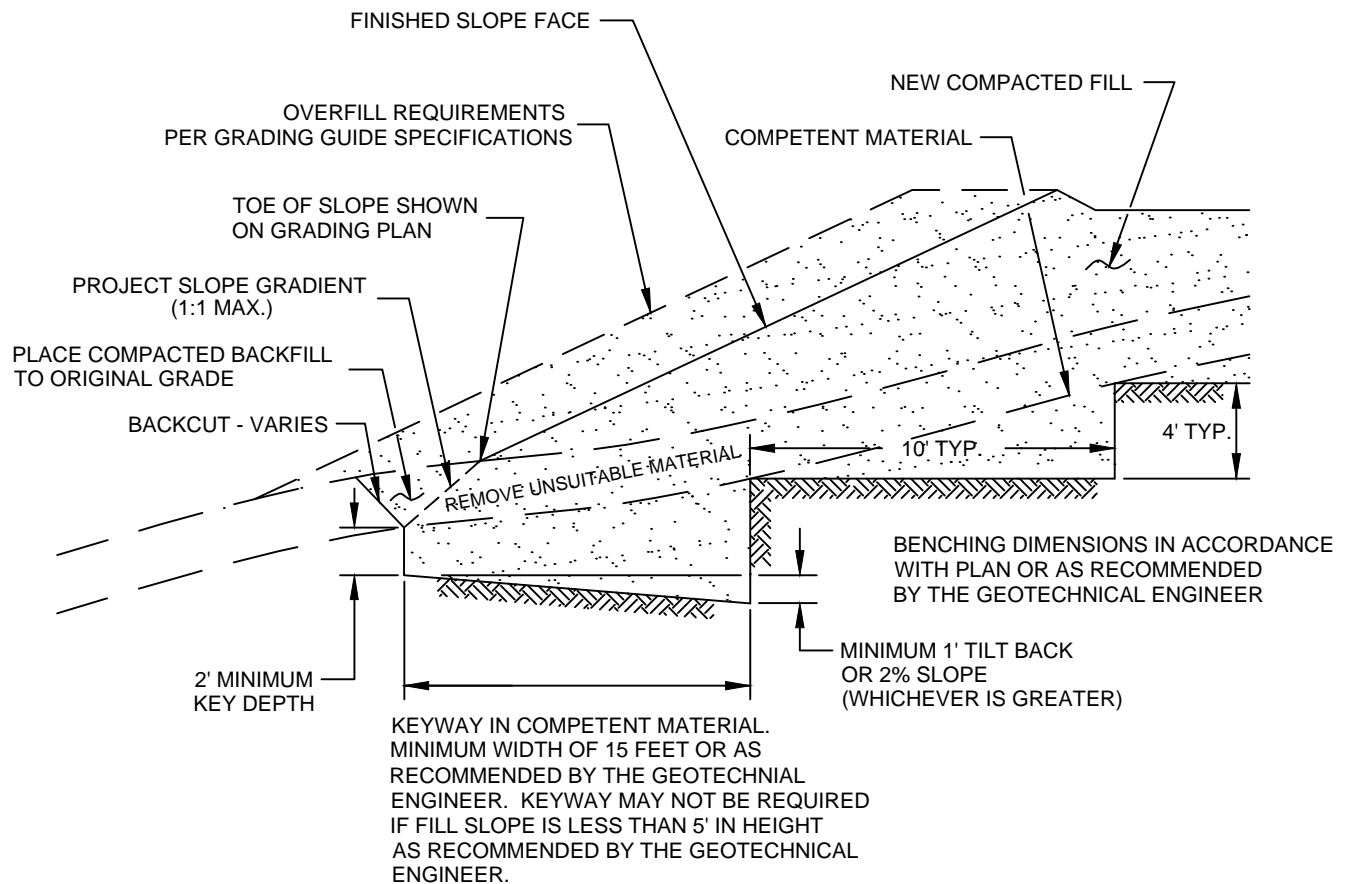 FINISHED SLOPE FACE
NEW COMPACTED FILL
OVERFILL REQUIREMENTS
PER GRADING GUIDE SPECIFICATIONS
COMPETENT MATERIAL
TOE OF SLOPE SHOWN
ON GRADING PLAN
PROJECT SLOPE GRADIENT
(1:1 MAX.)
PLACE COMPACTED BACKFILL
TO ORIGINAL GRADE
BACKCUT - VARIES
REMOVE UNSUITABLE MATERIAL
10' TYP.
4' TYP.
BENCHING DIMENSIONS IN ACCORDANCE
WITH PLAN OR AS RECOMMENDED
BY THE GEOTECHNICAL ENGINEER
2' MINIMUM
KEY DEPTH
MINIMUM 1' TILT BACK
OR 2% SLOPE
(WHICHEVER IS GREATER)
KEYWAY IN COMPETENT MATERIAL.
MINIMUM WIDTH OF 15 FEET OR AS
RECOMMENDED BY THE GEOTECHNIAL
ENGINEER.  KEYWAY MAY NOT BE REQUIRED
IF FILL SLOPE IS LESS THAN 5' IN HEIGHT
AS RECOMMENDED BY THE GEOTECHNICAL
ENGINEER.